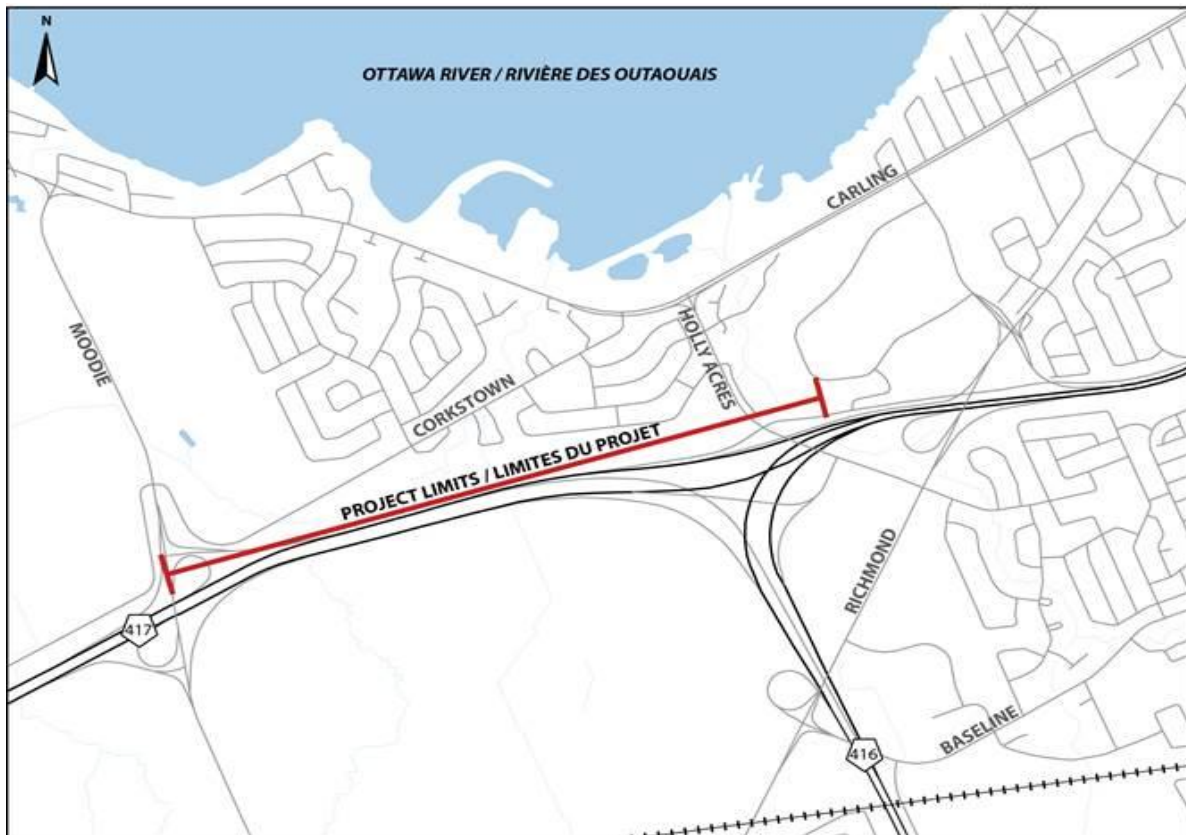 N
OTTAWA RIVER / RIVIÈRE DES OUTAOUAIS
CARLING
MOODIE
HOLLY ACRES
CORKSTOWN
PROJECT LIMITS / LIMITES DU PROJET
RICHMOND
417
BASELINE
416